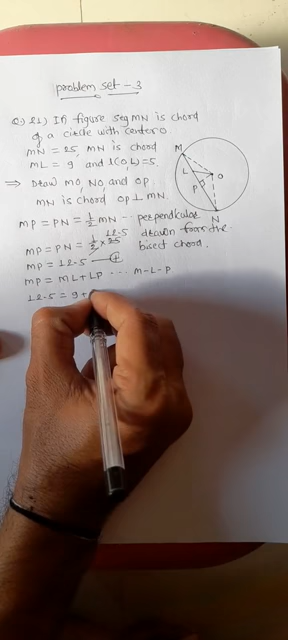 problem set - 3
Q.21) In figure seg MN is chord
of a circle with center O
MN = 25, MN is chord
ML = 9 and l(O,L)=5.
⇒ Draw MO, NO, and OP.
MN is chord OP ⊥ MN.
MP = PN = 1/2 MN -- perpendicular drawn from the bisect chord.
MP = PN = 1/2 × 25 12.5
MP = 12.5 — 1
MP = ML + LP --- M-L-P
12.5 = 9 +
M
L
O
P
N